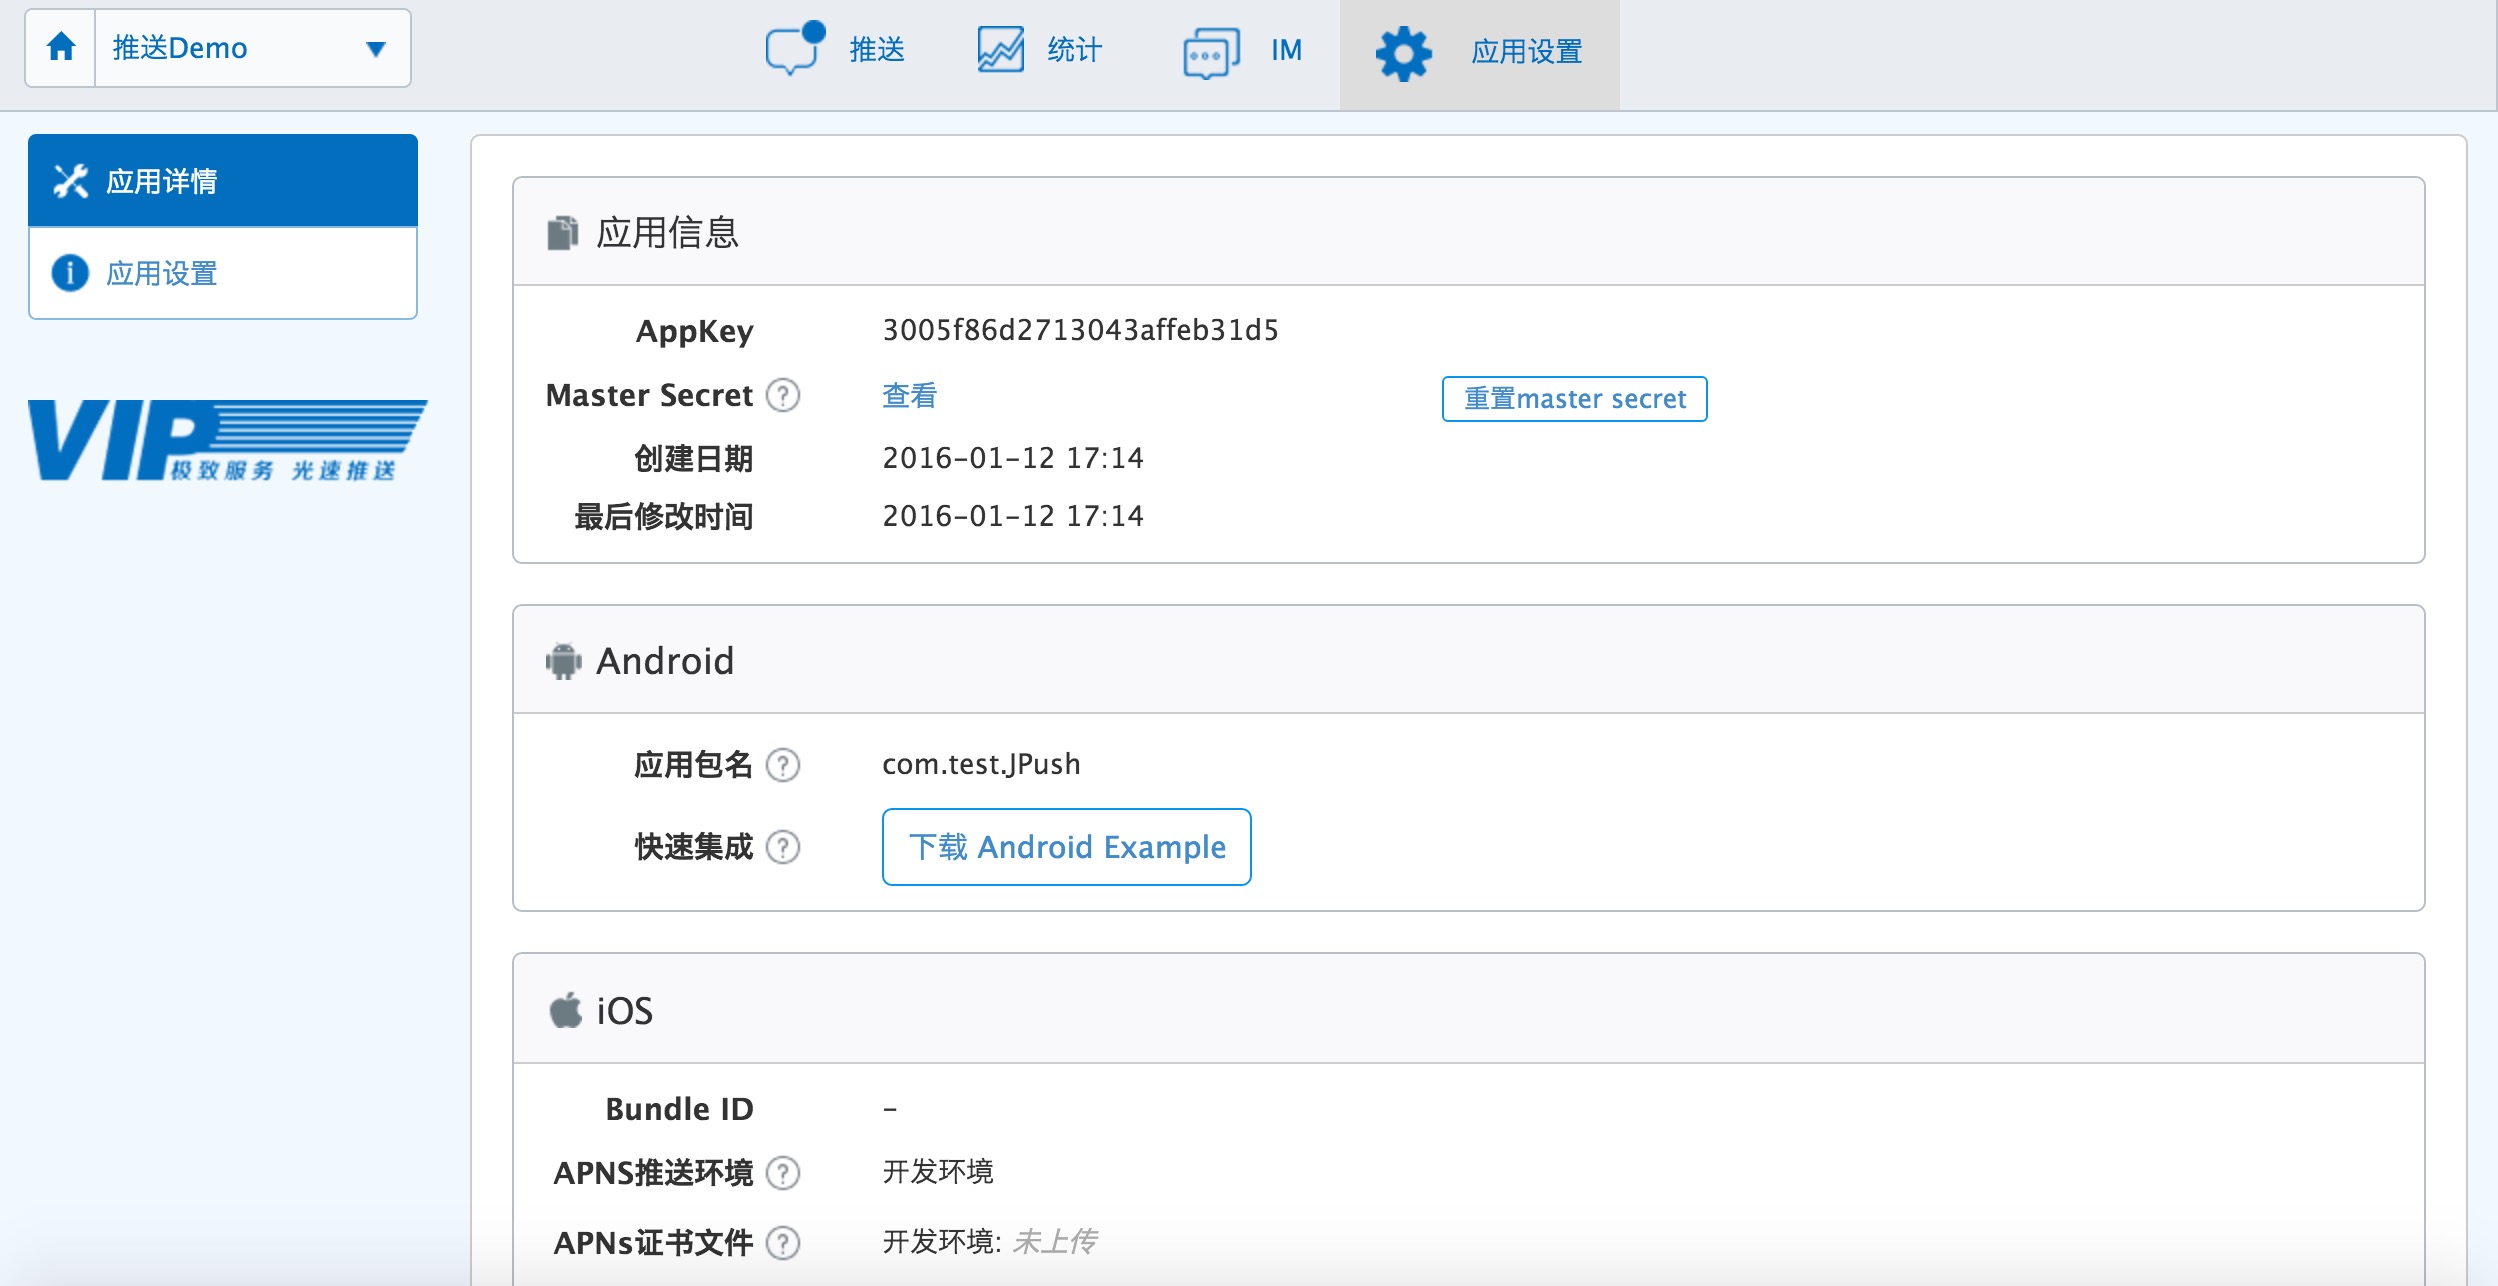 推送Demo
推送
统计
IM
应用设置
应用详情
应用设置
VIP
极致服务 光速推送
应用信息
AppKey 3005f86d2713043affeb31d5
Master Secret ? 查看 重置master secret
创建日期 2016-01-12 17:14
最后修改时间 2016-01-12 17:14
Android
应用包名 ? com.test.JPush
快速集成 ? 下载 Android Example
iOS
Bundle ID -
APNS推送环境 ? 开发环境
APNs证书文件 ? 开发环境: 未上传